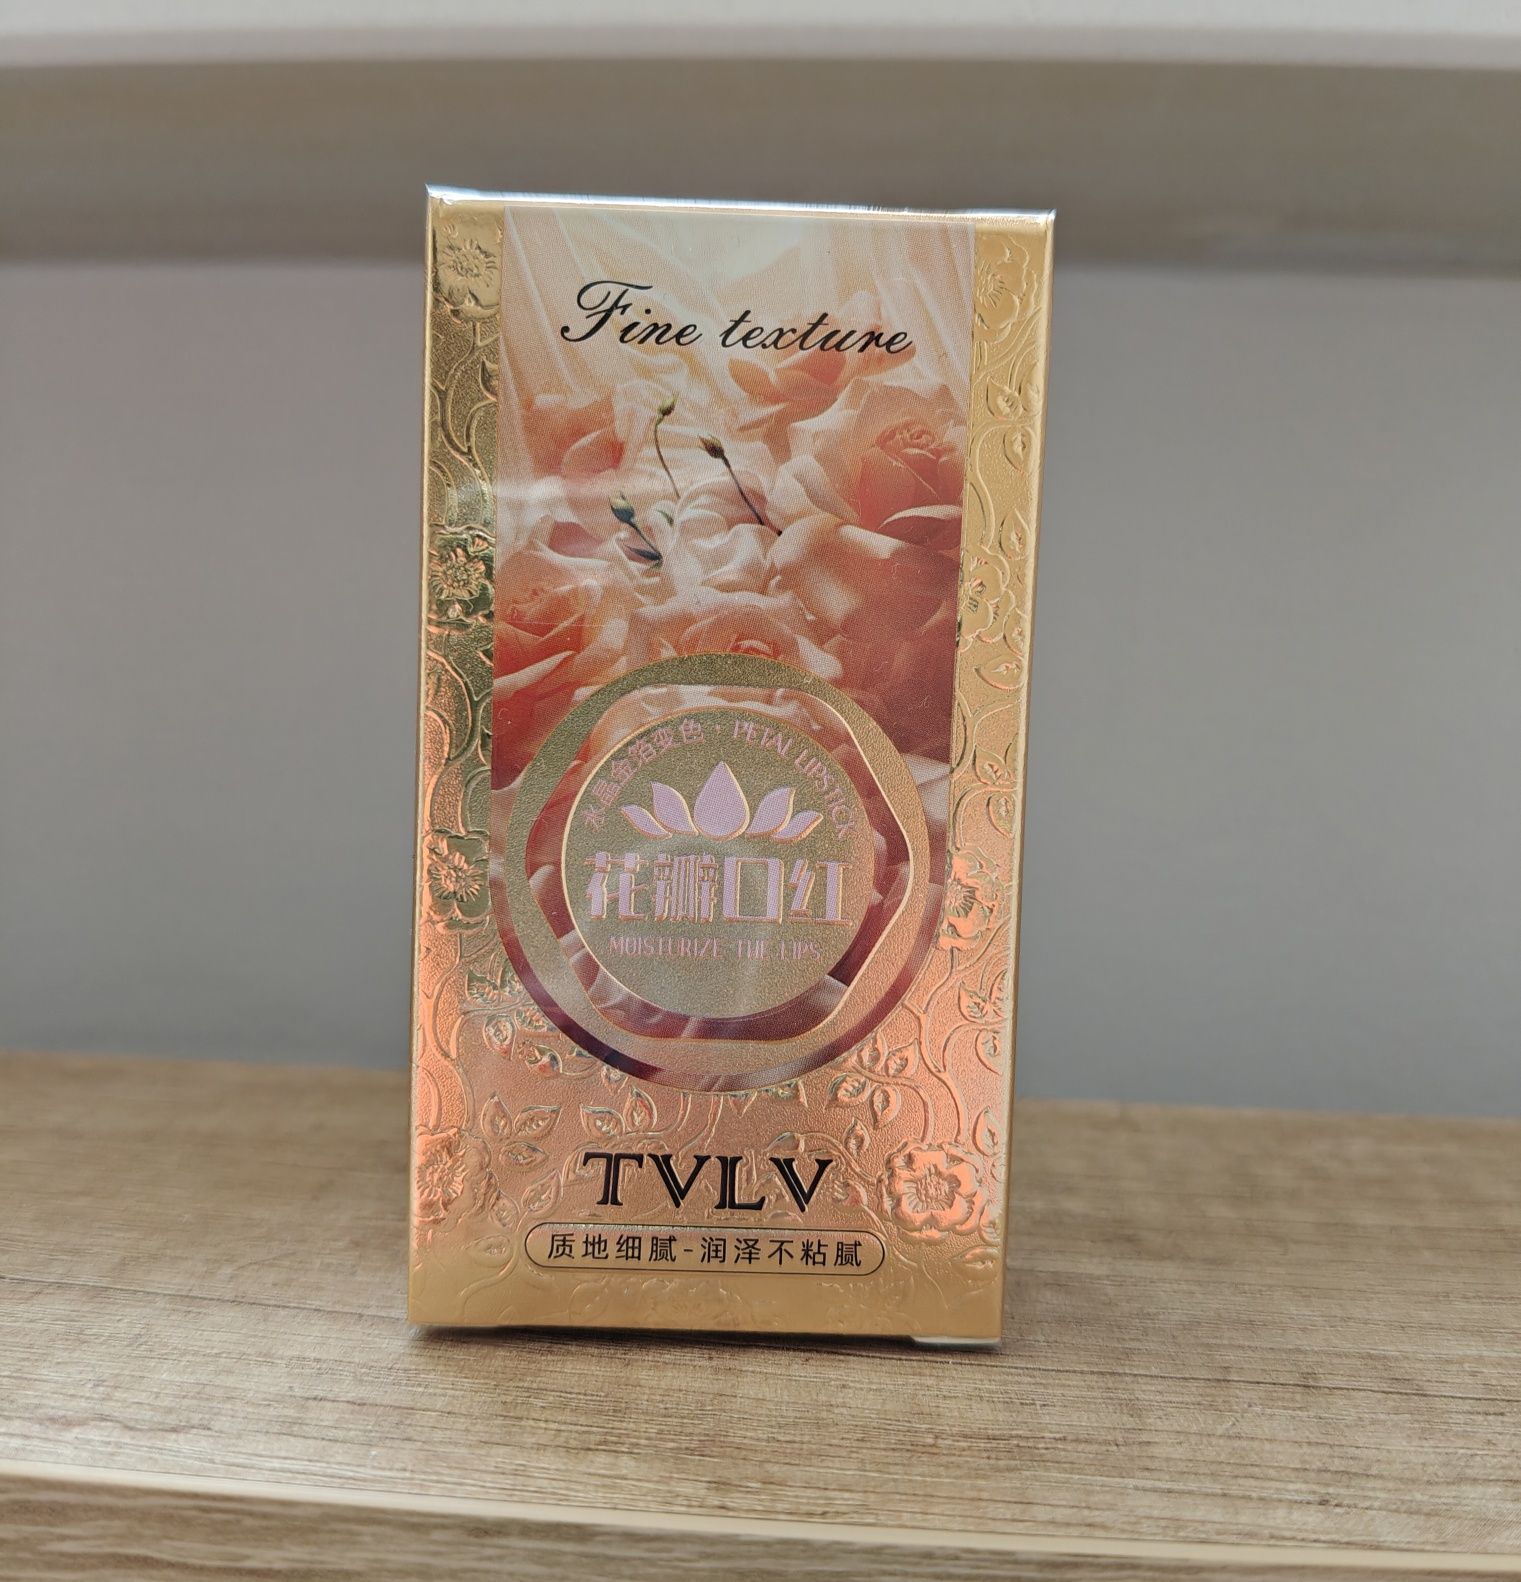 Fine texture
水晶金箔变色·PETAL LIPSTICK
花瓣口红
MOISTURIZE THE LIPS
TVLV
质地细腻-润泽不粘腻